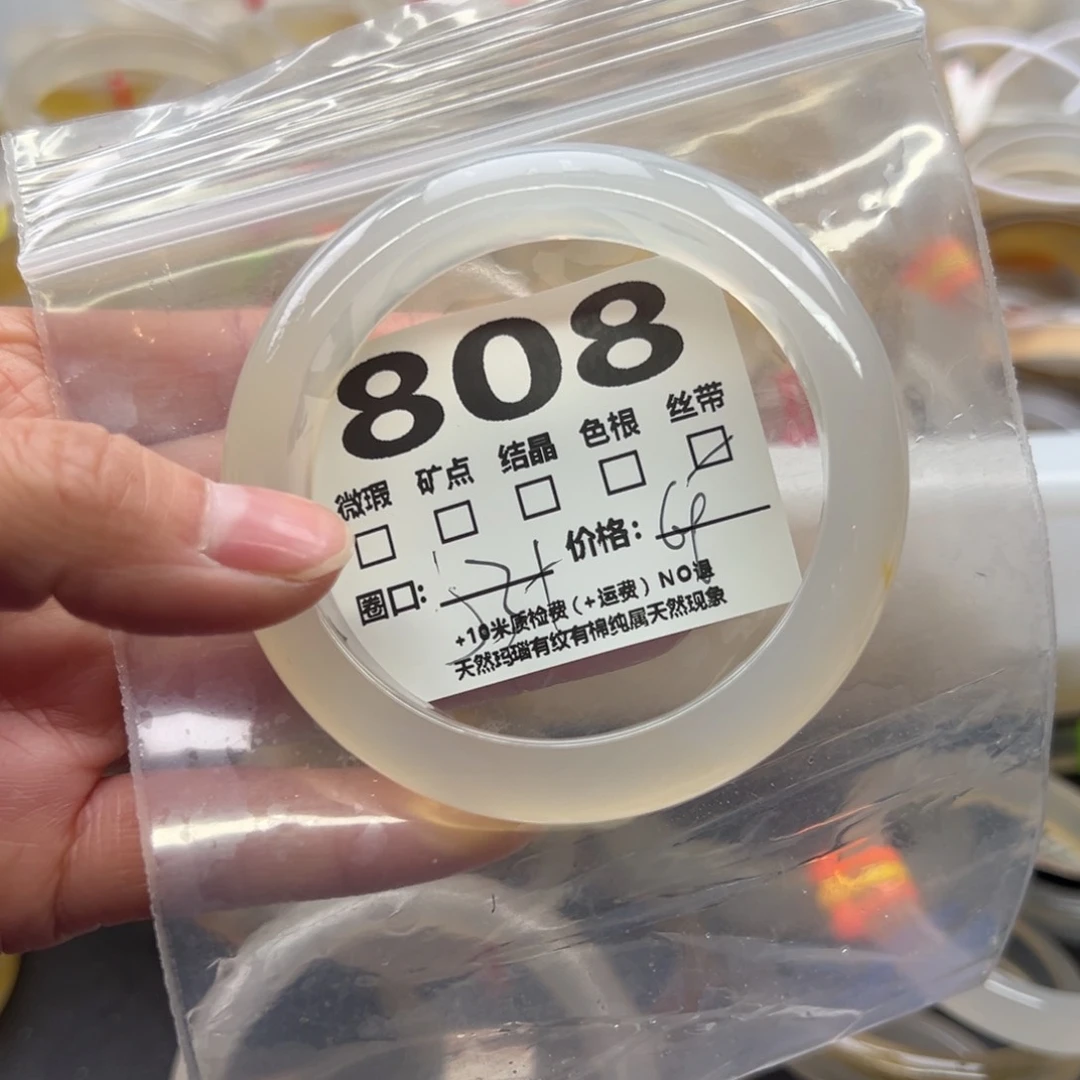 808
微瑕 矿点 结晶 色根 丝带
圈口: 价格:
+10米质检费(+运费)NO退
天然玛瑙有纹有棉纯属天然现象